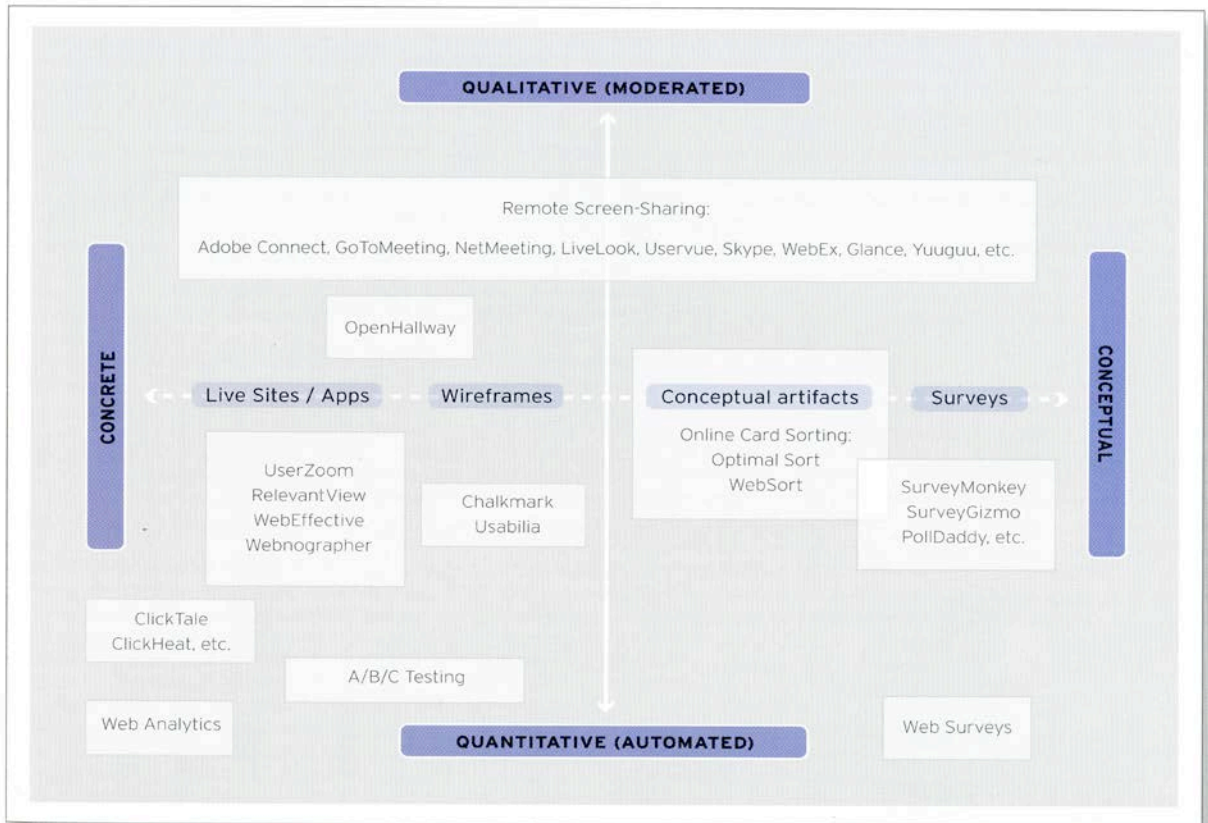 QUALITATIVE (MODERATED)
Remote Screen-Sharing:
Adobe Connect, GoToMeeting, NetMeeting, LiveLook, Uservue, Skype, WebEx, Glance, Yuuguu, etc.
OpenHallway
CONCRETE
CONCEPTUAL
Live Sites / Apps
Wireframes
Conceptual artifacts
Surveys
UserZoom
RelevantView
WebEffective
Webnographer
Chalkmark
Usabilia
Online Card Sorting:
Optimal Sort
WebSort
SurveyMonkey
SurveyGizmo
PollDaddy, etc.
ClickTale
ClickHeat, etc.
A/B/C Testing
Web Analytics
Web Surveys
QUANTITATIVE (AUTOMATED)